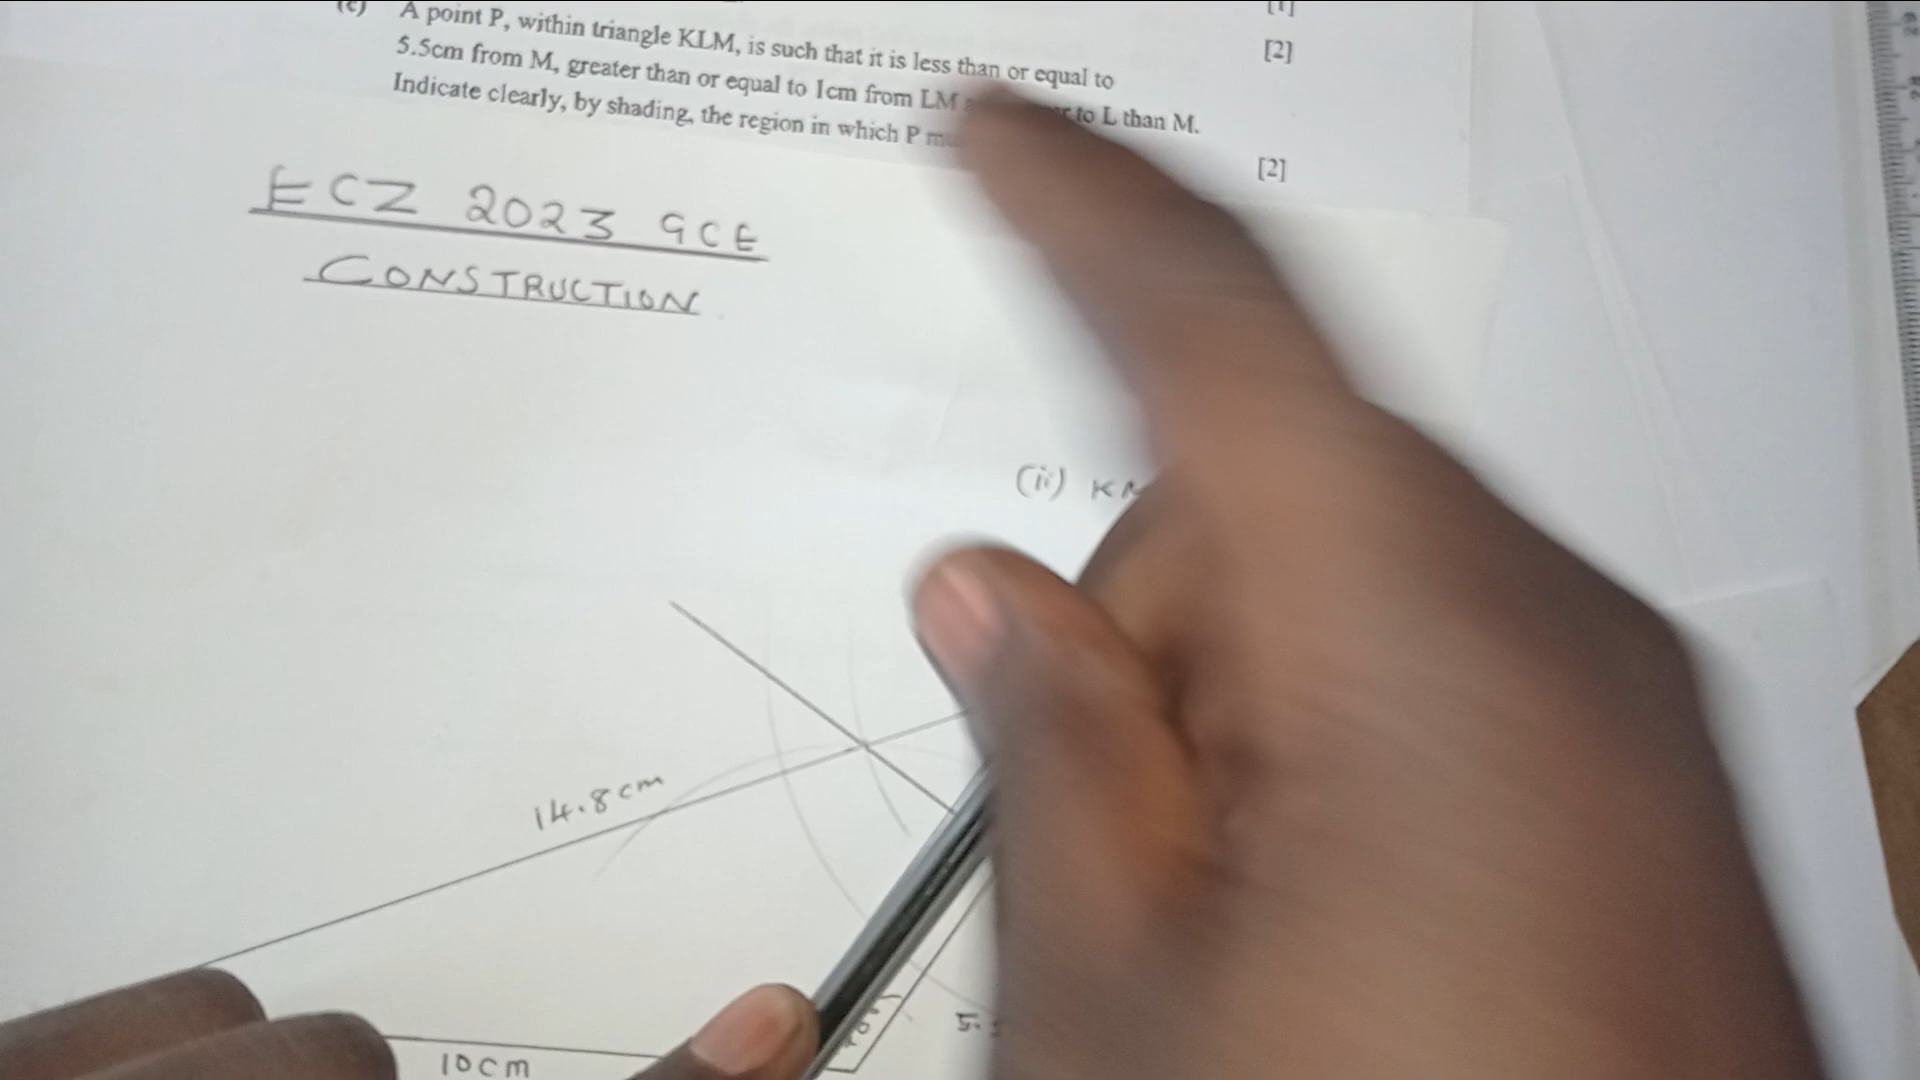 (c) A point P, within triangle KLM, is such that it is less than or equal to
5.5cm from M, greater than or equal to 1cm from LM to L than M.
Indicate clearly, by shading, the region in which P
[1]
[2]
[2]
ECZ 2023 GCE
CONSTRUCTION
(ii)
14.8cm
10cm